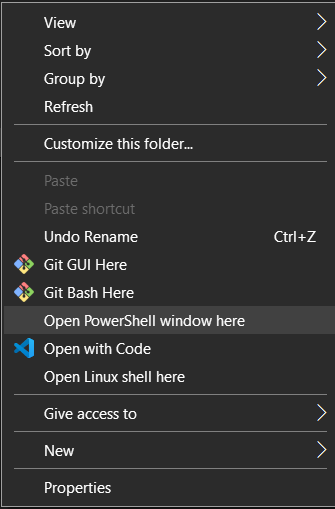 View
Sort by
Group by
Refresh
Customize this folder...
Paste
Paste shortcut
Undo Rename Ctrl+Z
Git GUI Here
Git Bash Here
Open PowerShell window here
Open with Code
Open Linux shell here
Give access to
New
Properties